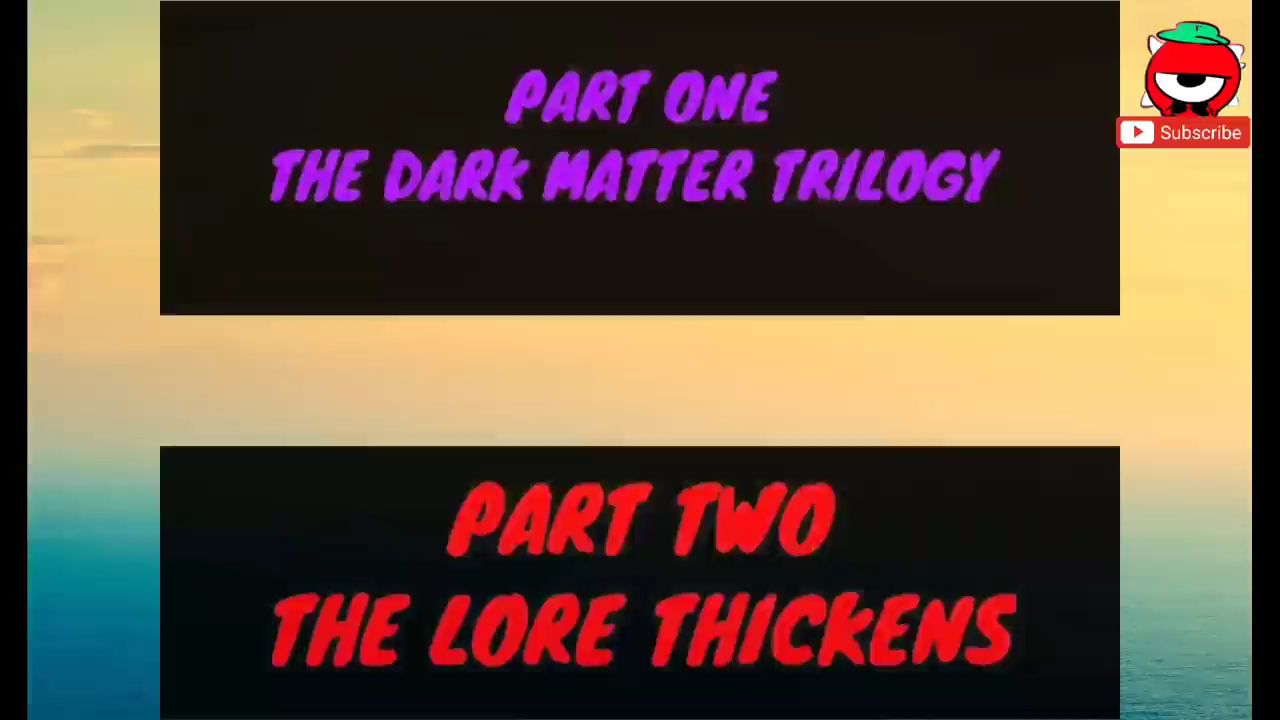 PART ONE
THE DARK MATTER TRILOGY
Subscribe
PART TWO
THE LORE THICKENS